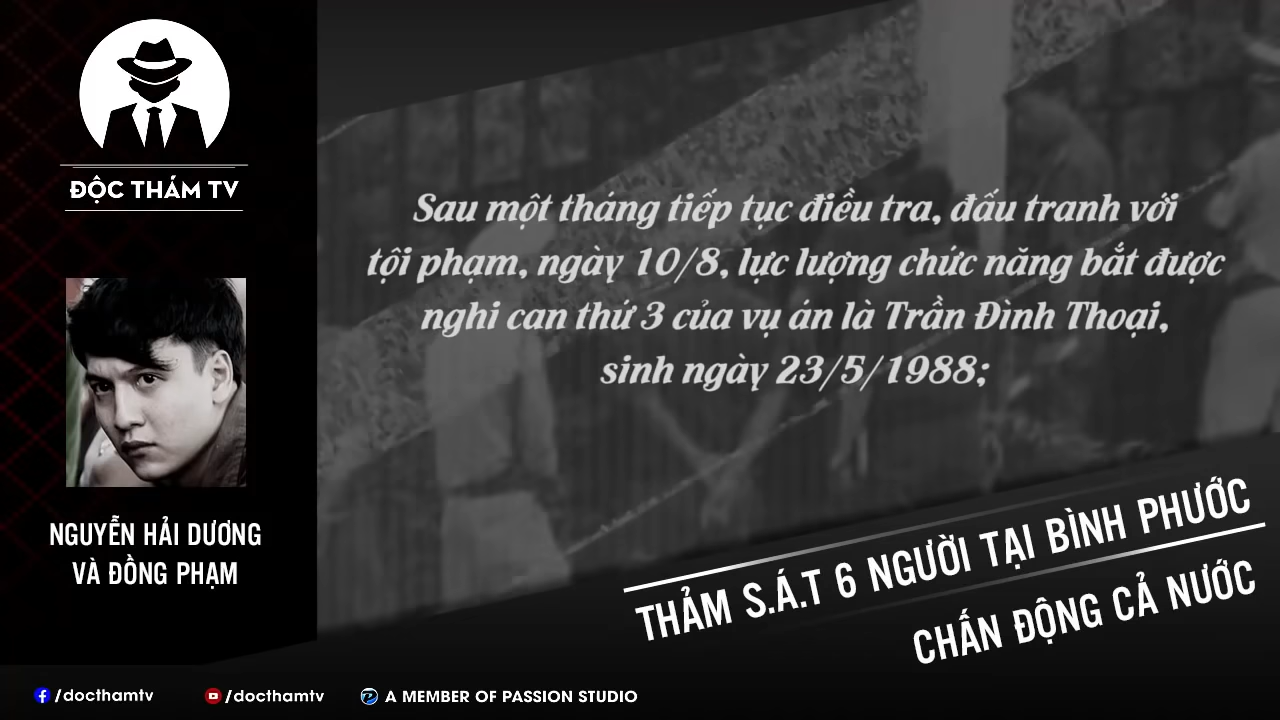 ĐỘC THÁM TV
NGUYỄN HẢI DƯƠNG
VÀ ĐỒNG PHẠM
Sau một tháng tiếp tục điều tra, đấu tranh với
tội phạm, ngày 10/8, lực lượng chức năng bắt được
nghi can thứ 3 của vụ án là Trần Đình Thoại,
sinh ngày 23/5/1988;
THẢM S.Á.T 6 NGƯỜI TẠI BÌNH PHƯỚC
CHẤN ĐỘNG CẢ NƯỚC
/docthamtv
/docthamtv
A MEMBER OF PASSION STUDIO